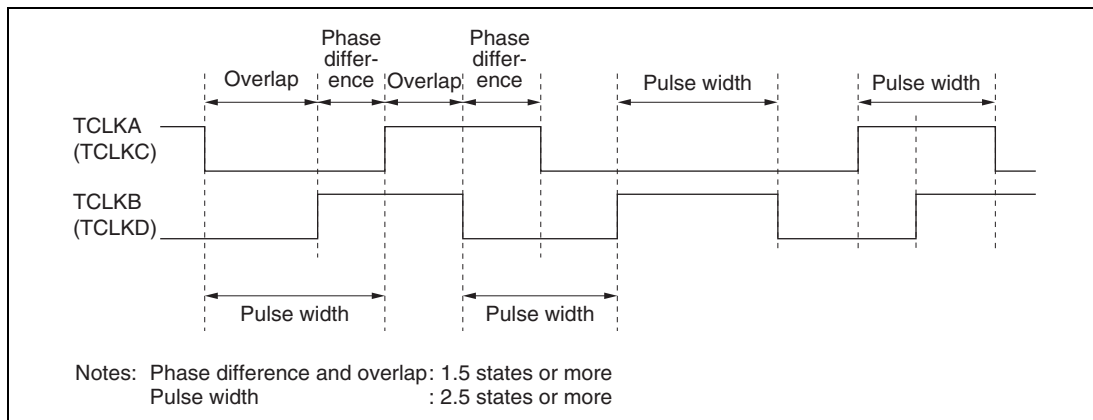 Phase
differ-
ence
Phase
differ-
ence
Overlap
Overlap
Pulse width
Pulse width
TCLKA
(TCLKC)
TCLKB
(TCLKD)
Pulse width
Pulse width
Notes: Phase difference and overlap : 1.5 states or more
Pulse width : 2.5 states or more